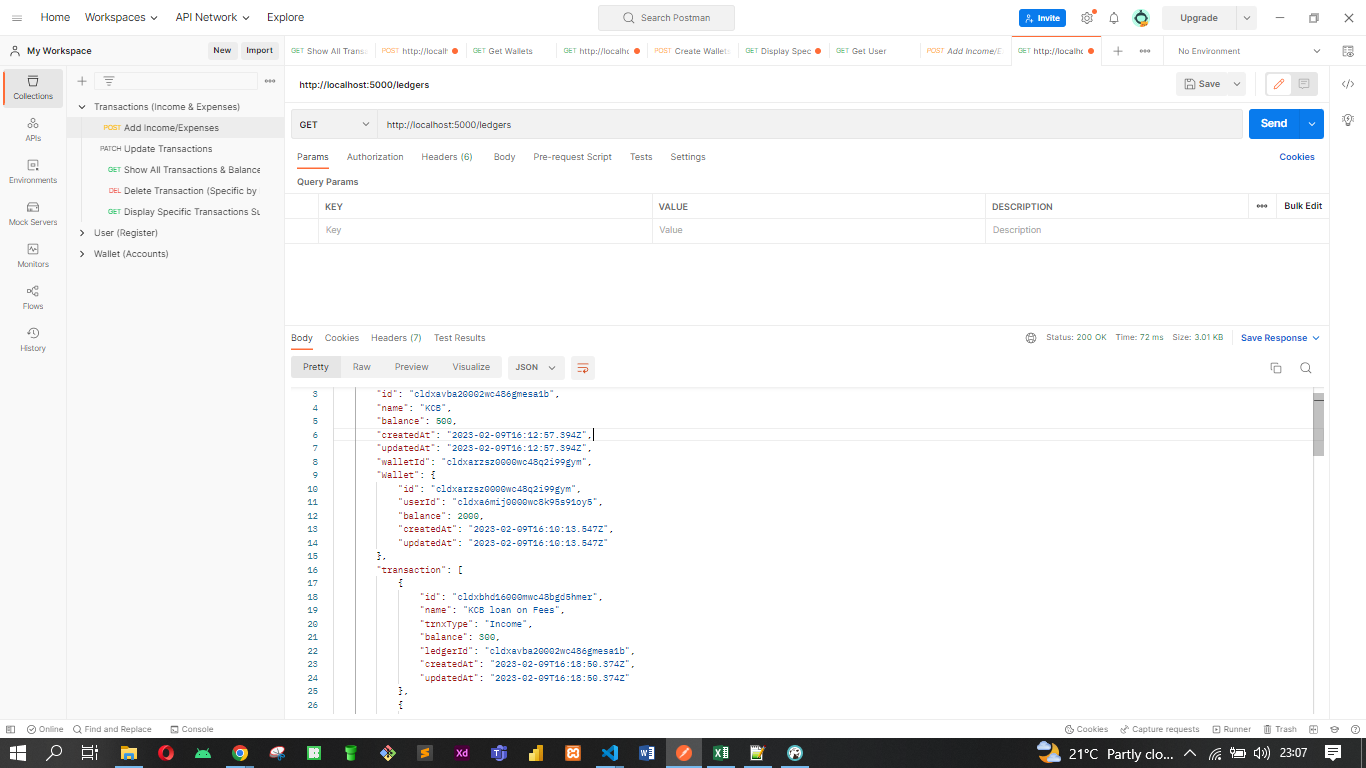 Home Workspaces API Network Explore Search Postman Invite Upgrade
My Workspace New Import GET Show All Trans POST http://localh GET Get Wallets GET http://localhc POST Create Wallet GET Display Spec GET Get User POST Add Income/E GET http://localhc No Environment
Collections
APIs
Environments
Mock Servers
Monitors
Flows
History
Transactions (Income & Expenses)
POST Add Income/Expenses
PATCH Update Transactions
GET Show All Transactions & Balance
DEL Delete Transaction (Specific by
GET Display Specific Transactions Su
User (Register)
Wallet (Accounts)
http://localhost:5000/ledgers Save
GET http://localhost:5000/ledgers Send
Params Authorization Headers (6) Body Pre-request Script Tests Settings Cookies
Query Params
KEY VALUE DESCRIPTION Bulk Edit
Key Value Description
Body Cookies Headers (7) Test Results Status: 200 OK Time: 72 ms Size: 3.01 KB Save Response
Pretty Raw Preview Visualize JSON
3 "id": "cldxavba20002wc486gmesa1b",
4 "name": "KCB",
5 "balance": 500,
6 "createdAt": "2023-02-09T16:12:57.394Z",
7 "updatedAt": "2023-02-09T16:12:57.394Z",
8 "walletId": "cldxarzsz0000wc48q2i99gym",
9 "Wallet": {
10 "id": "cldxarzsz0000wc48q2i99gym",
11 "userId": "cldxa6mij0000wc8k95s91oy5",
12 "balance": 2000,
13 "createdAt": "2023-02-09T16:10:13.547Z",
14 "updatedAt": "2023-02-09T16:10:13.547Z"
15 },
16 "transaction": [
17 {
18 "id": "cldxbhd16000mwc48bgd5hmer",
19 "name": "KCB loan on Fees",
20 "trnxType": "Income",
21 "balance": 300,
22 "ledgerId": "cldxavba20002wc486gmesa1b",
23 "createdAt": "2023-02-09T16:18:50.374Z",
24 "updatedAt": "2023-02-09T16:18:50.374Z"
25 },
26 {
Online Find and Replace Console Cookies Capture requests Runner Trash
21°C Partly clo... 23:07